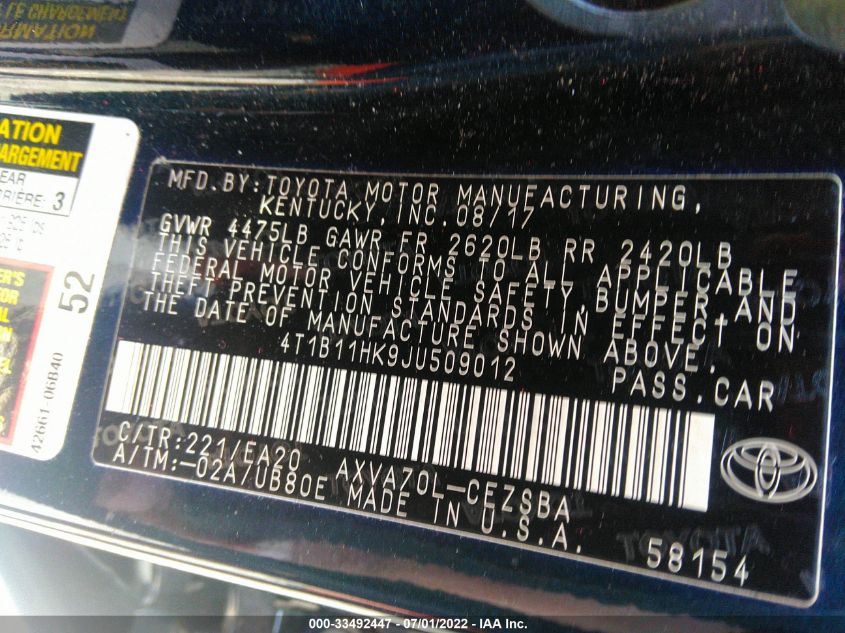 ATION
ARGEMENT
EAR
RRIÈRE: 3
52
42661-06B40
MFD. BY: TOYOTA MOTOR MANUFACTURING,
KENTUCKY, INC. 08/17
GVWR 4475LB GAWR FR 2620LB RR 2420LB
THIS VEHICLE CONFORMS TO ALL APPLICABLE
FEDERAL MOTOR VEHICLE SAFETY, BUMPER, AND
THEFT PREVENTION STANDARDS IN EFFECT ON
THE DATE OF MANUFACTURE SHOWN ABOVE.
4T1B11HK9JU509012 PASS. CAR
C/TR: 221/EA20 AXVA70L-CEZSBA
A/TM: -02A/UB80E MADE IN U.S.A.
58154
TOYOTA
000-33492447 - 07/01/2022 - IAA Inc.